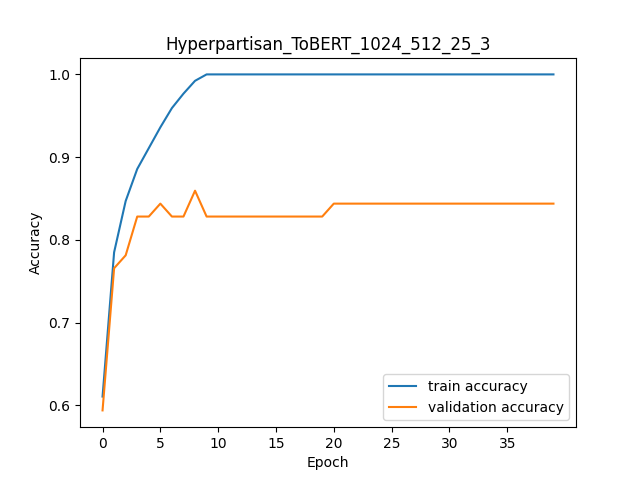 Hyperpartisan_ToBERT_1024_512_25_3
1.0
0.9
0.8
0.7
0.6
Accuracy
train accuracy
validation accuracy
0 5 10 15 20 25 30 35
Epoch